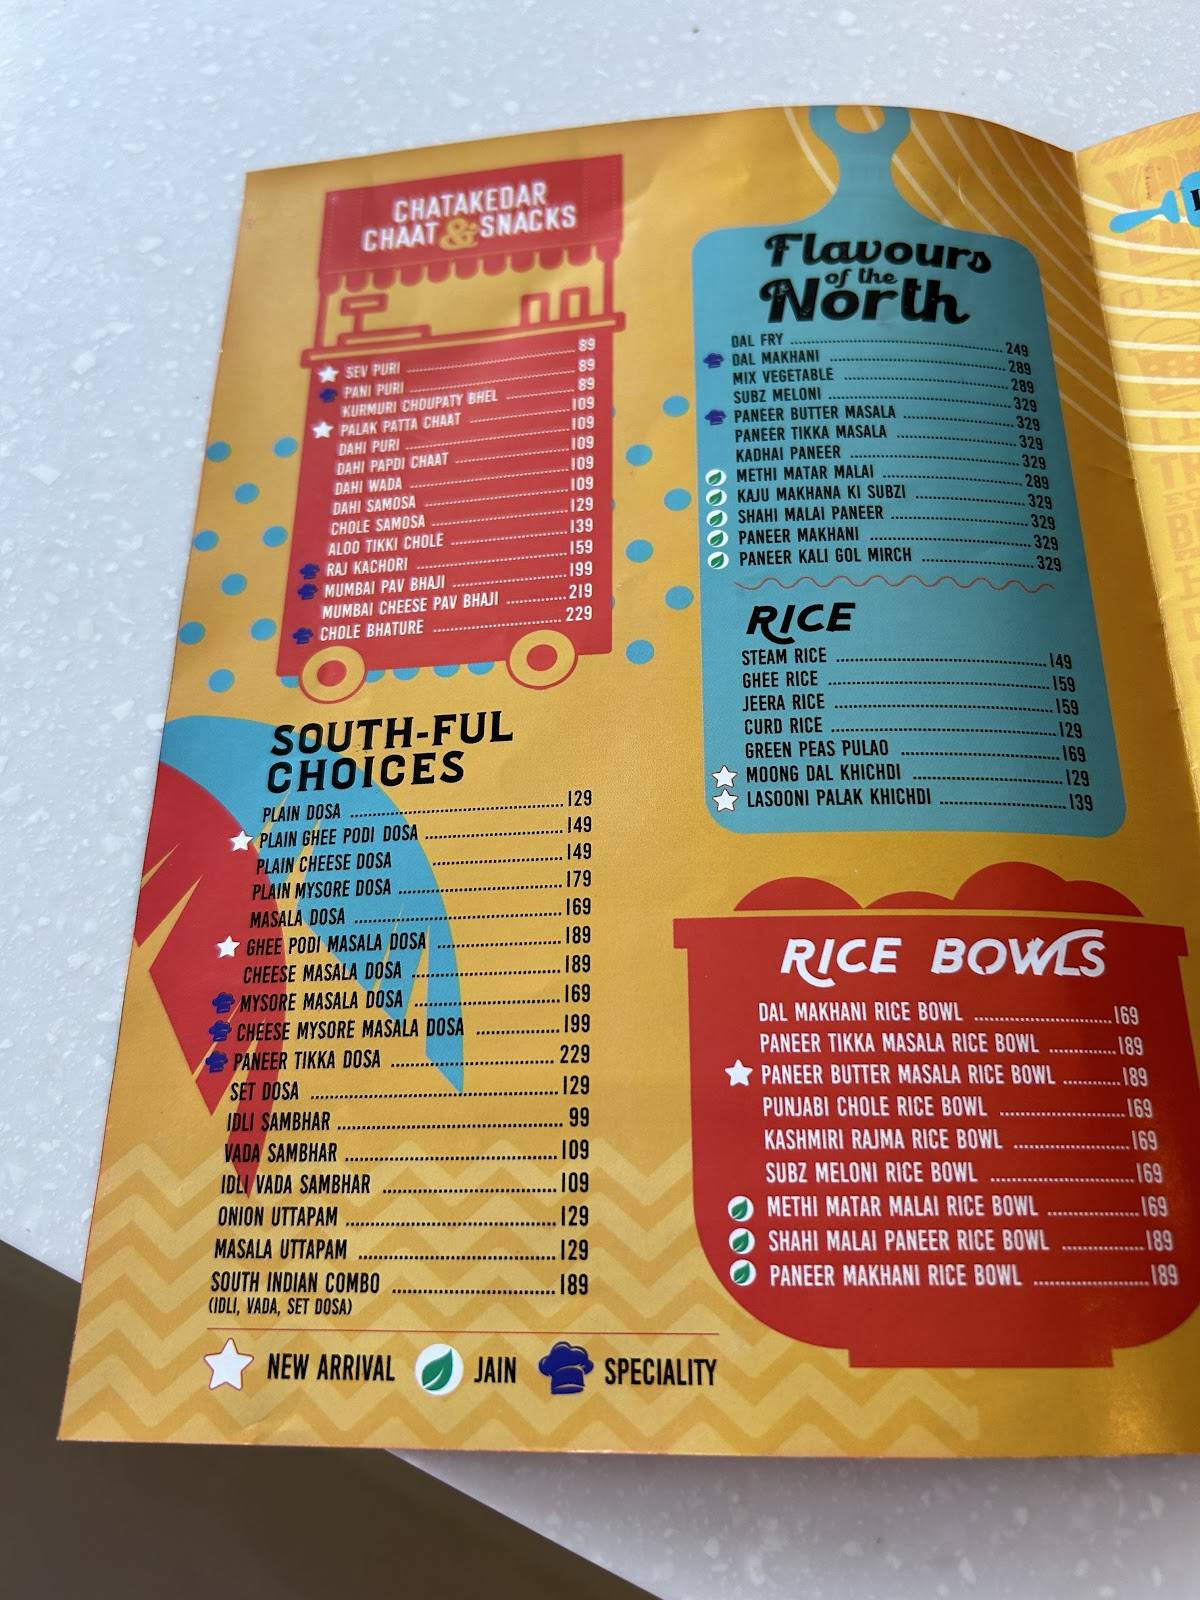 CHATAKEDAR
CHAAT & SNACKS
SEV PURI 89
PANI PURI 89
KURMURI CHOUPATY BHEL 89
PALAK PATTA CHAAT 109
DAHI PURI 109
DAHI PAPDI CHAAT 109
DAHI WADA 109
DAHI SAMOSA 109
CHOLE SAMOSA 129
ALOO TIKKI CHOLE 139
RAJ KACHORI 159
MUMBAI PAV BHAJI 199
MUMBAI CHEESE PAV BHAJI 219
CHOLE BHATURE 229
SOUTH-FUL
CHOICES
PLAIN DOSA 129
PLAIN GHEE PODI DOSA 149
PLAIN CHEESE DOSA 149
PLAIN MYSORE DOSA 179
MASALA DOSA 169
GHEE PODI MASALA DOSA 189
CHEESE MASALA DOSA 189
MYSORE MASALA DOSA 169
CHEESE MYSORE MASALA DOSA 199
PANEER TIKKA DOSA 229
SET DOSA 129
IDLI SAMBHAR 99
VADA SAMBHAR 109
IDLI VADA SAMBHAR 109
ONION UTTAPAM 129
MASALA UTTAPAM 129
SOUTH INDIAN COMBO 189
(IDLI, VADA, SET DOSA)
NEW ARRIVAL JAIN SPECIALITY
Flavours
of the
North
DAL FRY 249
DAL MAKHANI 289
MIX VEGETABLE 289
SUBZ MELONI 329
PANEER BUTTER MASALA 329
PANEER TIKKA MASALA 329
KADHAI PANEER 329
METHI MATAR MALAI 289
KAJU MAKHANA KI SUBZI 329
SHAHI MALAI PANEER 329
PANEER MAKHANI 329
PANEER KALI GOL MIRCH 329
RICE
STEAM RICE 149
GHEE RICE 159
JEERA RICE 159
CURD RICE 129
GREEN PEAS PULAO 169
MOONG DAL KHICHDI 129
LASOONI PALAK KHICHDI 139
RICE BOWLS
DAL MAKHANI RICE BOWL 169
PANEER TIKKA MASALA RICE BOWL 189
PANEER BUTTER MASALA RICE BOWL 189
PUNJABI CHOLE RICE BOWL 169
KASHMIRI RAJMA RICE BOWL 169
SUBZ MELONI RICE BOWL 169
METHI MATAR MALAI RICE BOWL 169
SHAHI MALAI PANEER RICE BOWL 189
PANEER MAKHANI RICE BOWL 189